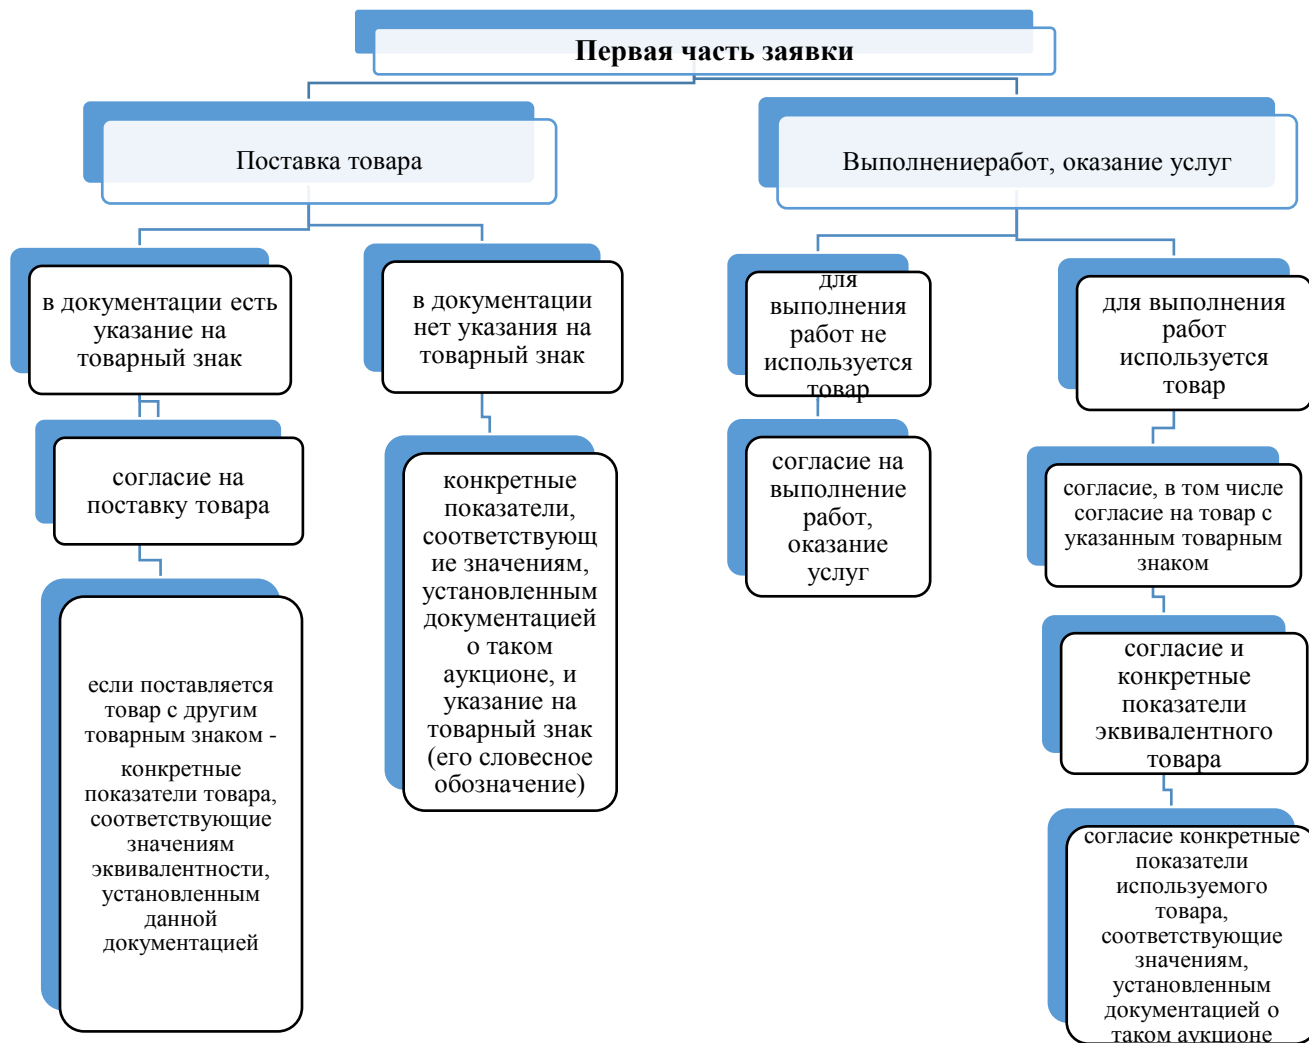 Первая часть заявки
Поставка товара
Выполнениеработ, оказание услуг
в документации есть
указание на
товарный знак
в документации
нет указания на
товарный знак
для
выполнения
работ не
используется
товар
для выполнения
работ
используется
товар
согласие на
поставку товара
конкретные
показатели,
соответствующ
ие значениям,
установленным
документацией
о таком
аукционе, и
указание на
товарный знак
(его словесное
обозначение)
согласие на
выполнение
работ,
оказание
услуг
согласие, в том числе
согласие на товар с
указанным товарным
знаком
если поставляется
товар с другим
товарным знаком -
конкретные
показатели товара,
соответствующие
значениям
эквивалентности,
установленным
данной
документацией
согласие и
конкретные
показатели
эквивалентного
товара
согласие конкретные
показатели
используемого
товара,
соответствующие
значениям,
установленным
документацией о
таком аукционе